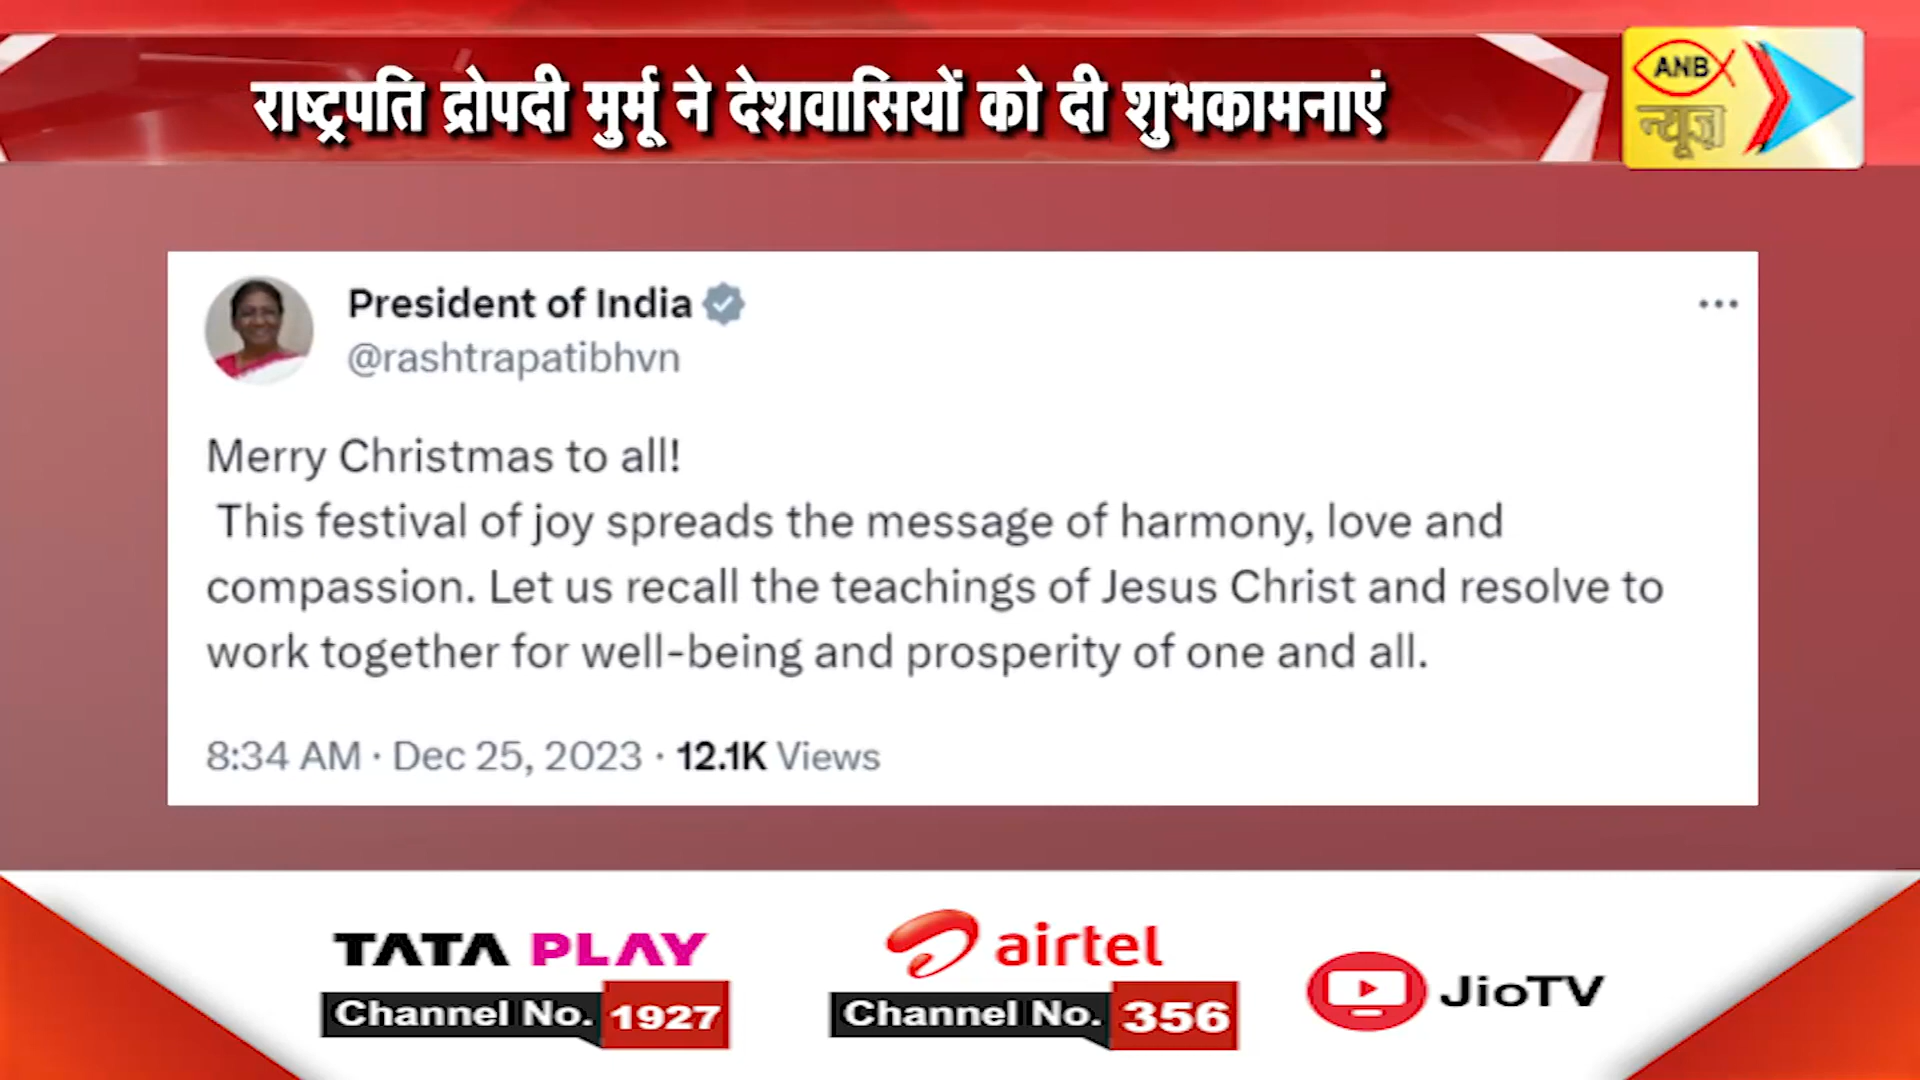 राष्ट्रपति द्रोपदी मुर्मू ने देशवासियों को दी शुभकामनाएं
ANB
न्यूज़
President of India
@rashtrapatibhvn
Merry Christmas to all!
This festival of joy spreads the message of harmony, love and
compassion. Let us recall the teachings of Jesus Christ and resolve to
work together for well-being and prosperity of one and all.
8:34 AM · Dec 25, 2023 · 12.1K Views
TATA PLAY
Channel No. 1927
airtel
Channel No. 356
JioTV